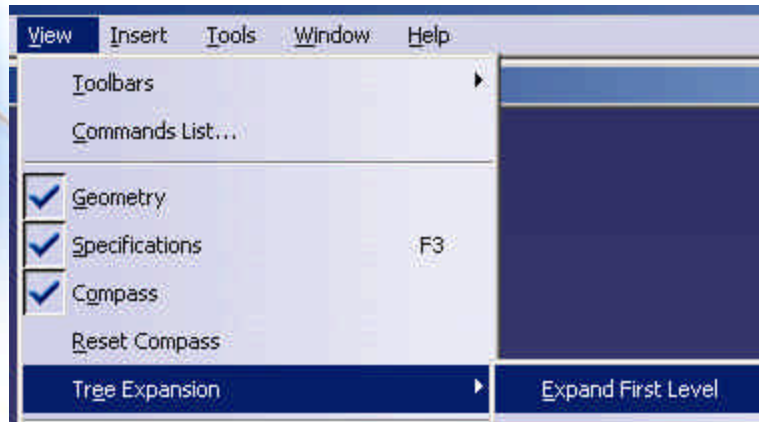 View Insert Tools Window Help
Toolbars
Commands List...
Geometry
Specifications F3
Compass
Reset Compass
Tree Expansion Expand First Level